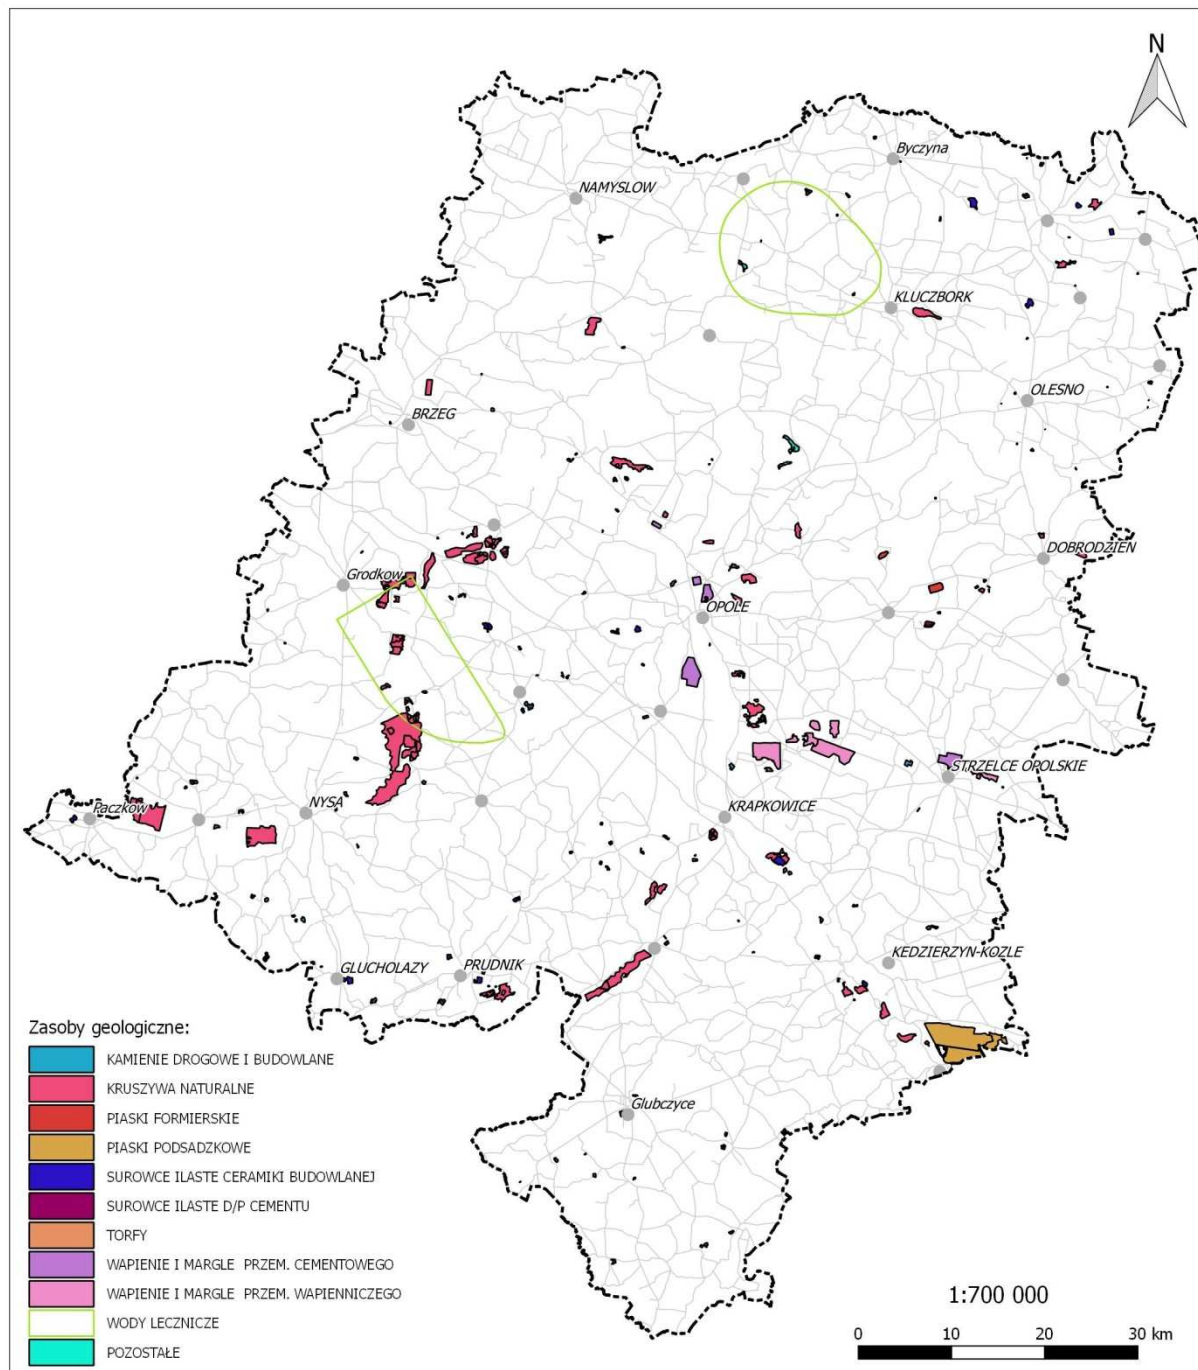 N
Byczyna
NAMYSLOW
KLUCZBORK
OLESNO
BRZEG
DOBRODZIEN
Grodkow
OPOLE
STRZELCE OPOLSKIE
Paczkow
NYSA
KRAPKOWICE
KEDZIERZYN-KOZLE
GLUCHOLAZY
PRUDNIK
Glubczyce
Zasoby geologiczne:
KAMIENIE DROGOWE I BUDOWLANE
KRUSZYWA NATURALNE
PIASKI FORMIERSKIE
PIASKI PODSADZKOWE
SUROWCE ILASTE CERAMIKI BUDOWLANEJ
SUROWCE ILASTE D/P CEMENTU
TORFY
WAPIENIE I MARGLE PRZEM. CEMENTOWEGO
WAPIENIE I MARGLE PRZEM. WAPIENNICZEGO
WODY LECZNICZE
POZOSTAŁE
1:700 000
0 10 20 30 km